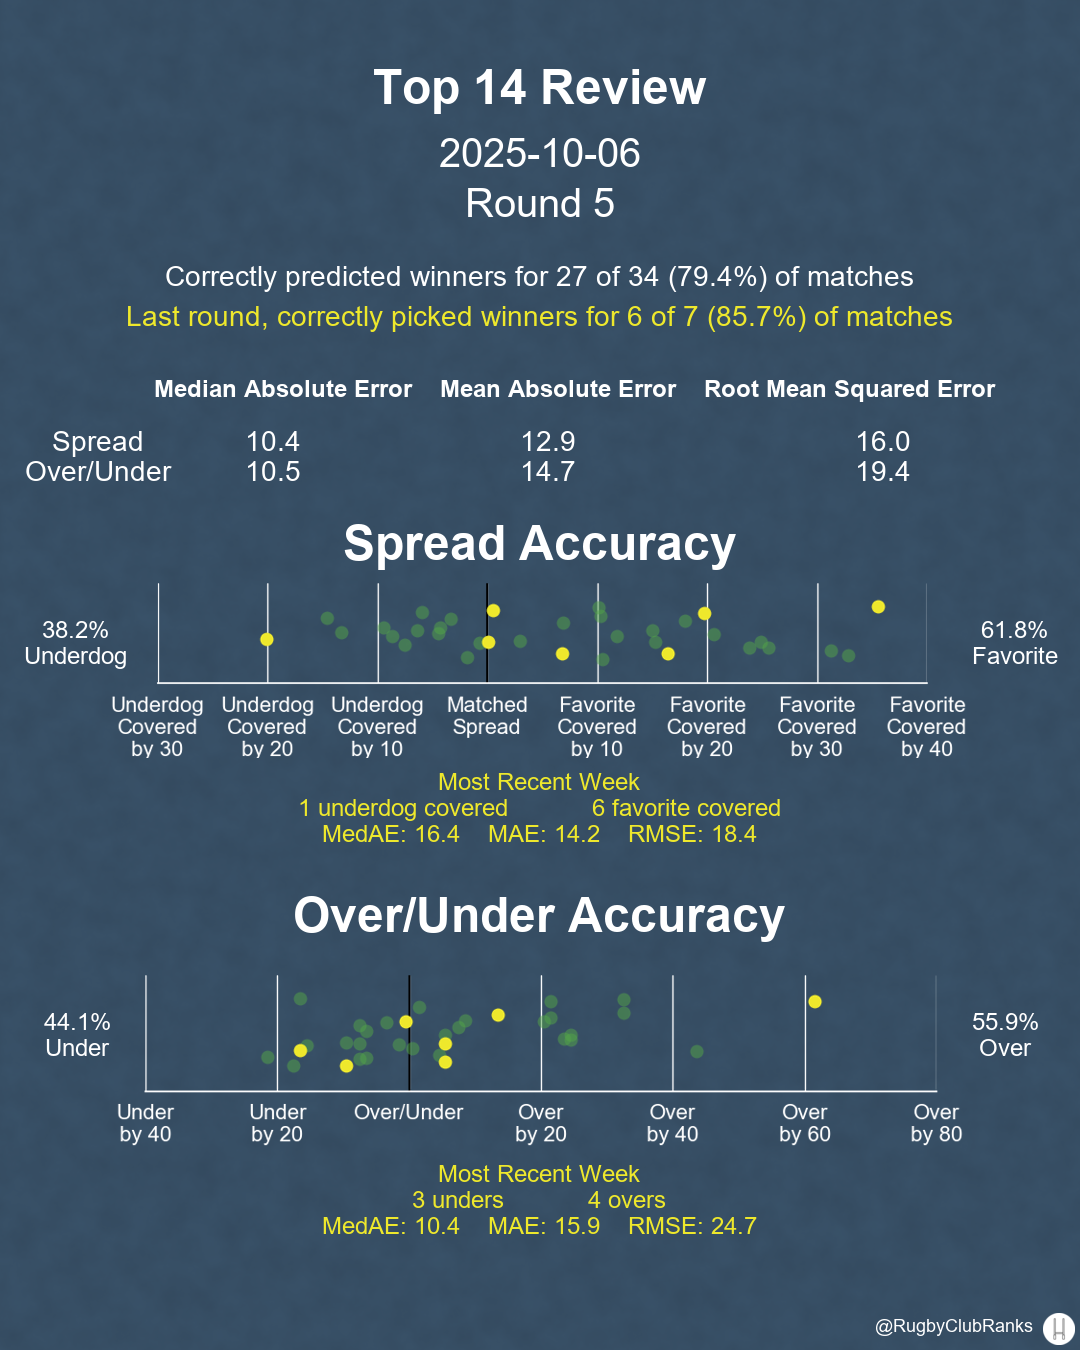 Top 14 Review
2025-10-06
Round 5
Correctly predicted winners for 27 of 34 (79.4%) of matches
Last round, correctly picked winners for 6 of 7 (85.7%) of matches
Median Absolute Error Mean Absolute Error Root Mean Squared Error
Spread 10.4 12.9 16.0
Over/Under 10.5 14.7 19.4
Spread Accuracy
38.2%
Underdog
61.8%
Favorite
Underdog Covered by 30
Underdog Covered by 20
Underdog Covered by 10
Matched Spread
Favorite Covered by 10
Favorite Covered by 20
Favorite Covered by 30
Favorite Covered by 40
Most Recent Week
1 underdog covered 6 favorite covered
MedAE: 16.4 MAE: 14.2 RMSE: 18.4
Over/Under Accuracy
44.1%
Under
55.9%
Over
Under by 40
Under by 20
Over/Under
Over by 20
Over by 40
Over by 60
Over by 80
Most Recent Week
3 unders 4 overs
MedAE: 10.4 MAE: 15.9 RMSE: 24.7
@RugbyClubRanks